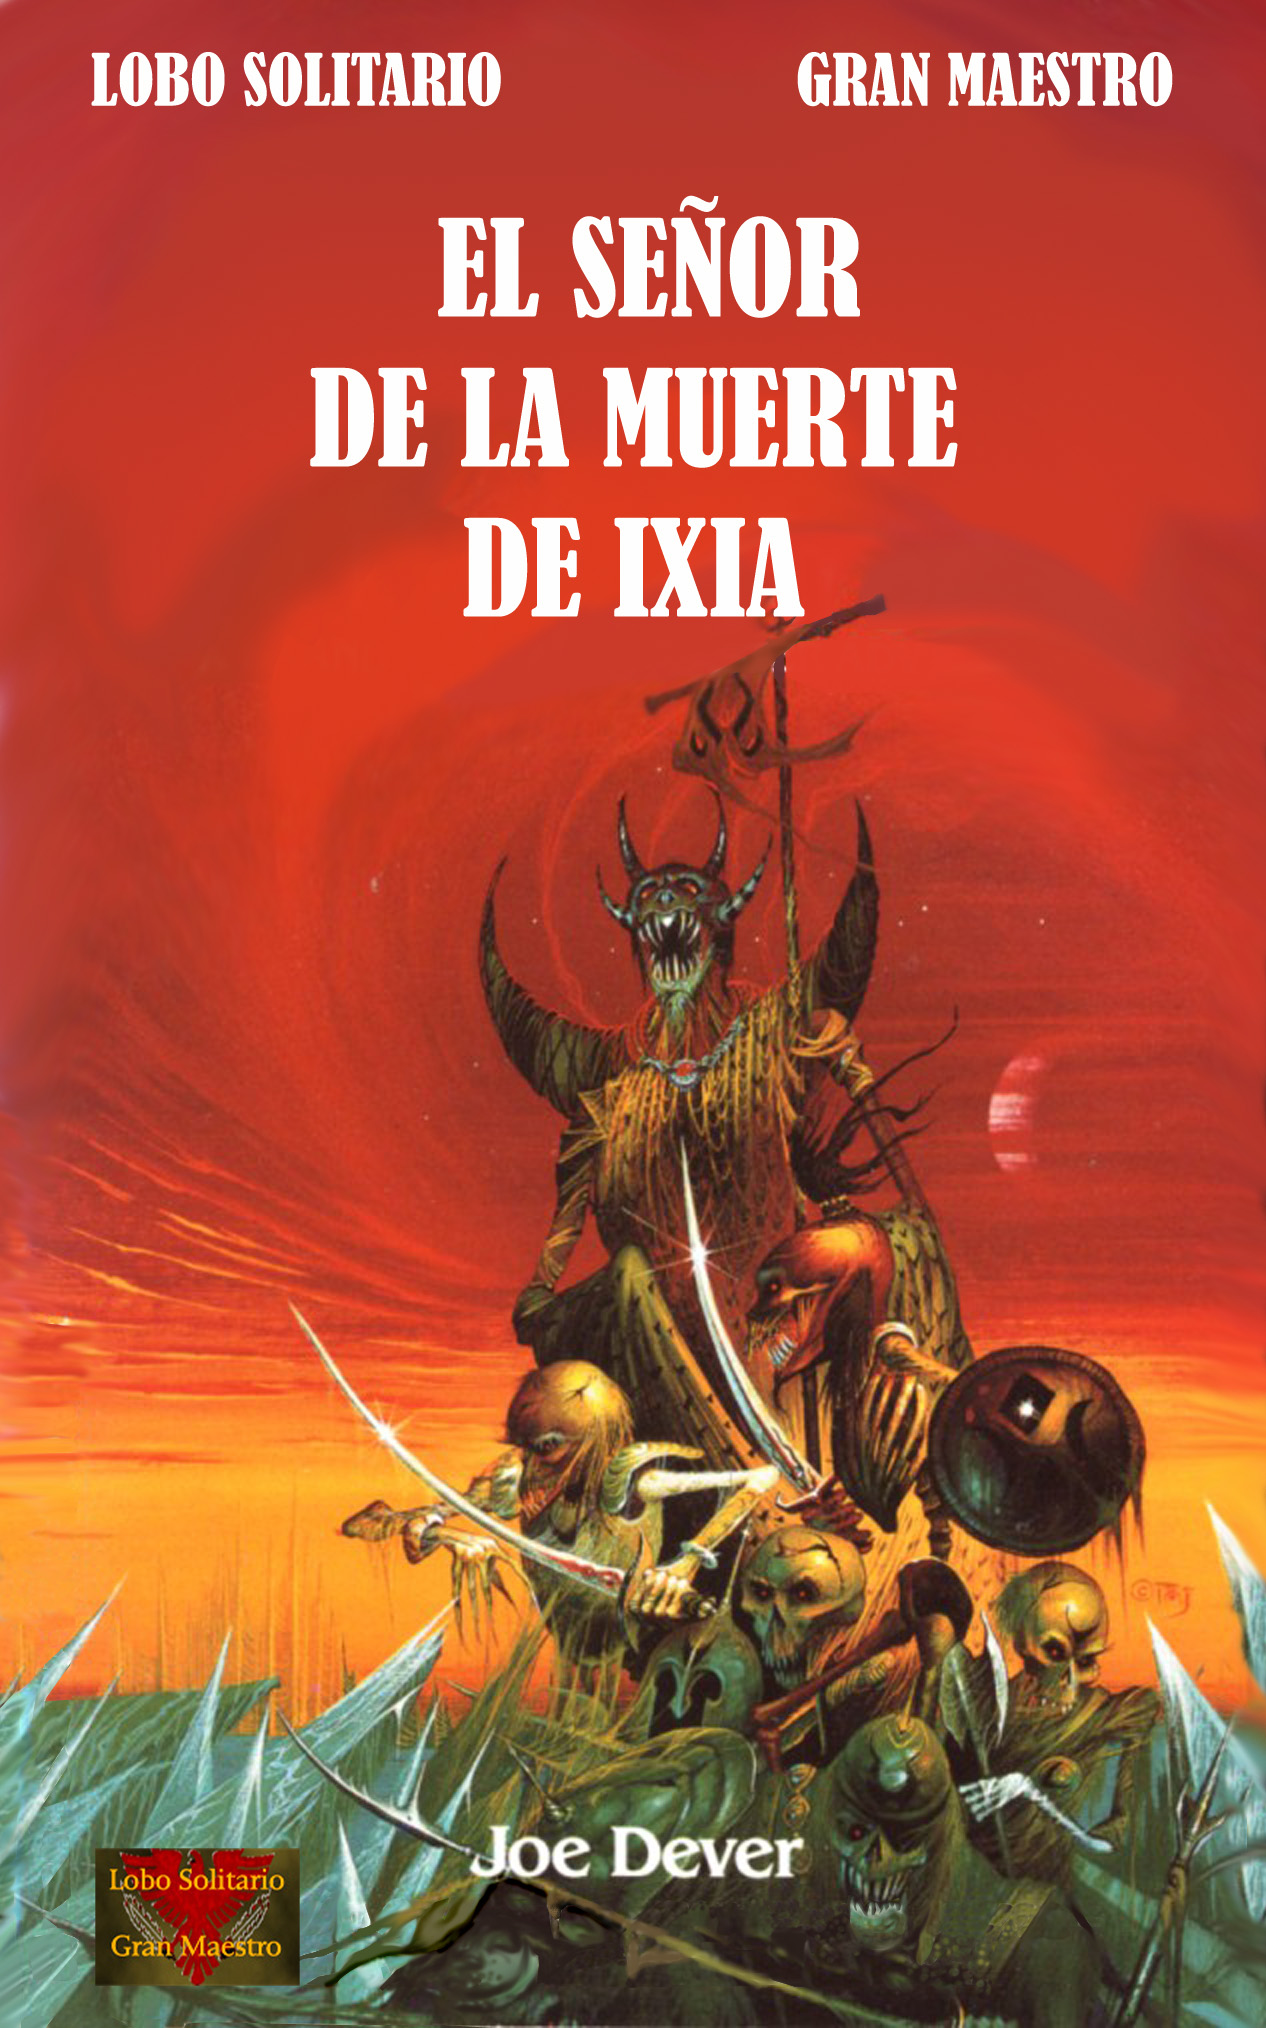 LOBO SOLITARIO
GRAN MAESTRO
EL SEÑOR
DE LA MUERTE
DE IXIA
Joe Dever
Lobo Solitario
Gran Maestro